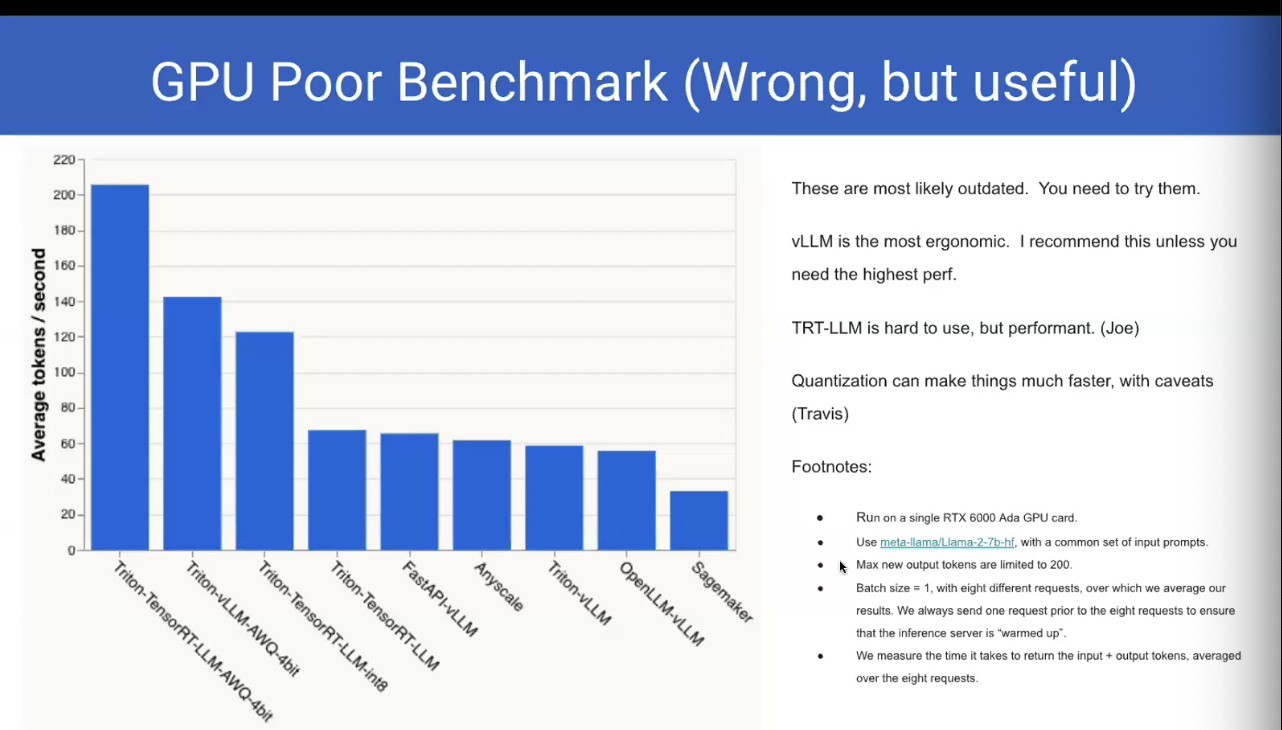 GPU Poor Benchmark (Wrong, but useful)
220
200
180
160
140
120
100
80
60
40
20
0
Average tokens / second
Triton-TensorRT-LLM-AWQ-4bit
Triton-vLLM-AWQ-4bit
Triton-TensorRT-LLM-int8
Triton-TensorRT-LLM
FastAPI-vLLM
Anyscale
Triton-vLLM
OpenLLM-vLLM
Sagemaker
These are most likely outdated. You need to try them.
vLLM is the most ergonomic. I recommend this unless you
need the highest perf.
TRT-LLM is hard to use, but performant. (Joe)
Quantization can make things much faster, with caveats
(Travis)
Footnotes:
● Run on a single RTX 6000 Ada GPU card.
● Use meta-llama/Llama-2-7b-hf, with a common set of input prompts.
● Max new output tokens are limited to 200.
● Batch size = 1, with eight different requests, over which we average our
results. We always send one request prior to the eight requests to ensure
that the inference server is “warmed up”.
● We measure the time it takes to return the input + output tokens, averaged
over the eight requests.